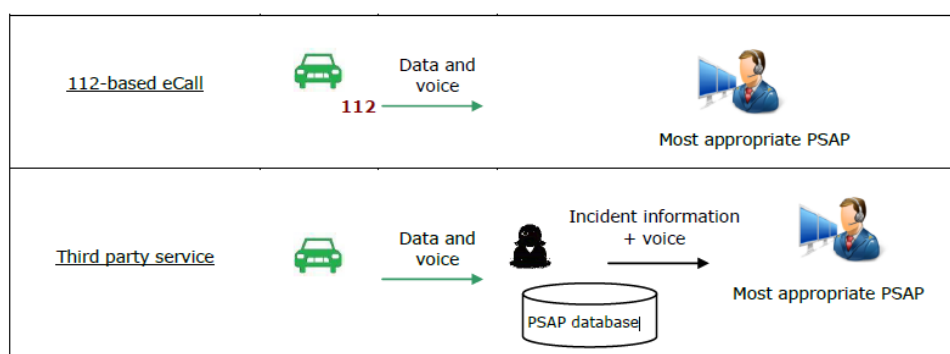 112-based eCall
112
Data and
voice
Most appropriate PSAP
Third party service
Data and
voice
PSAP database
Incident information
+ voice
Most appropriate PSAP